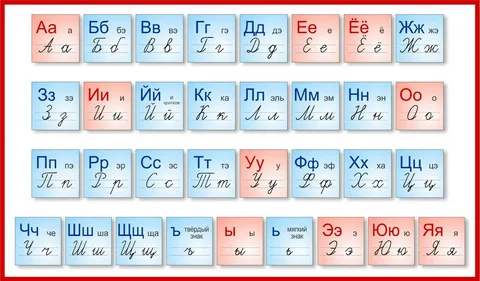 Аа а Бб бэ Вв вэ Гг гэ Дд дэ Ее е Ёё ё Жж жэ
А а Б б В в Г г Д д Е е Ё ё Ж ж
Зз зэ Ии и Йй и краткое Кк ка Лл эль Мм эм Нн эн Оо о
З з И и Й й К к Л л М м Н н О о
Пп пэ Рр эр Сс эс Тт тэ Уу у Фф эф Хх ха Цц цэ
П п Р р С с Т т У у Ф ф Х х Ц ц
Чч че Шш ша Щщ ща ъ твёрдый знак ы ы ь мягкий знак Ээ э Юю ю Яя я
Ч ч Ш ш Щ щ ъ ы ь Э э Ю ю Я я